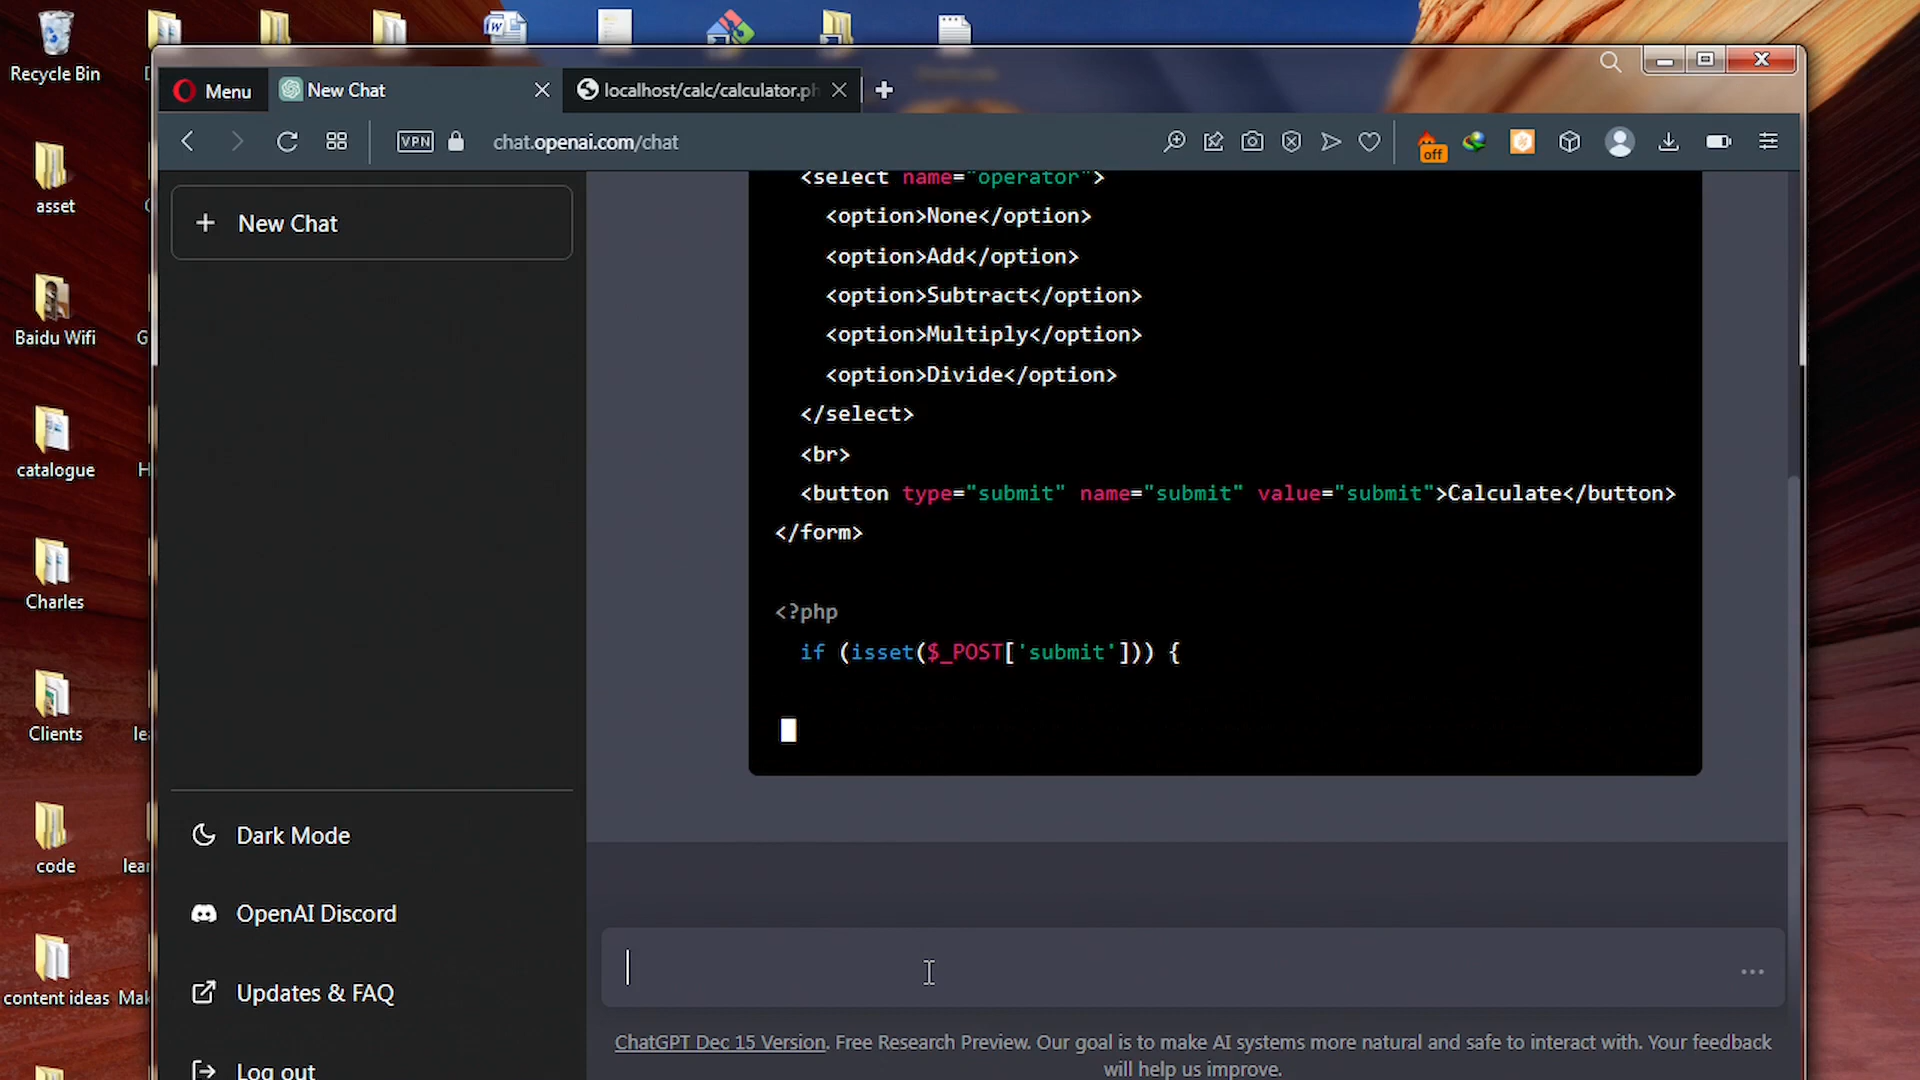 Recycle Bin
Menu
New Chat
localhost/calc/calculator.ph
VPN
chat.openai.com/chat
off
asset
Baidu Wifi
catalogue
Charles
Clients
code
content ideas
New Chat
Dark Mode
OpenAI Discord
Updates & FAQ
Log out
<select name="operator">
<option>None</option>
<option>Add</option>
<option>Subtract</option>
<option>Multiply</option>
<option>Divide</option>
</select>
<br>
<button type="submit" name="submit" value="submit">Calculate</button>
</form>
<?php
if (isset($_POST['submit'])) {
ChatGPT Dec 15 Version. Free Research Preview. Our goal is to make AI systems more natural and safe to interact with. Your feedback
will help us improve.